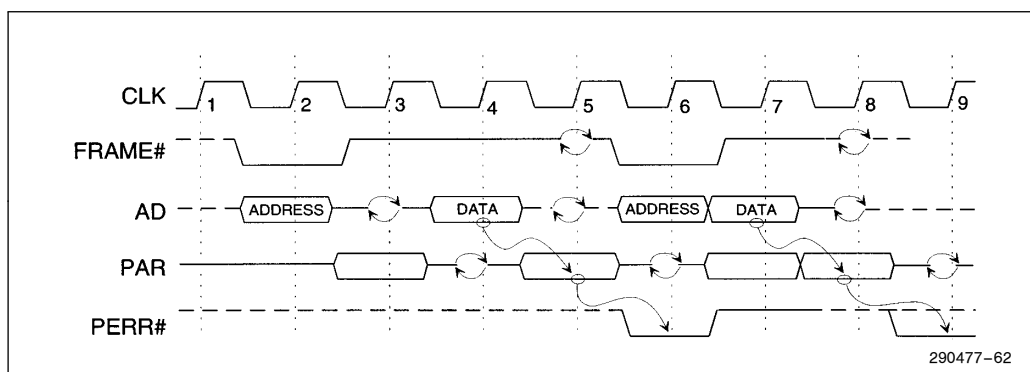 CLK 1 2 3 4 5 6 7 8 9
FRAME#
AD ADDRESS DATA ADDRESS DATA
PAR
PERR#
290477-62